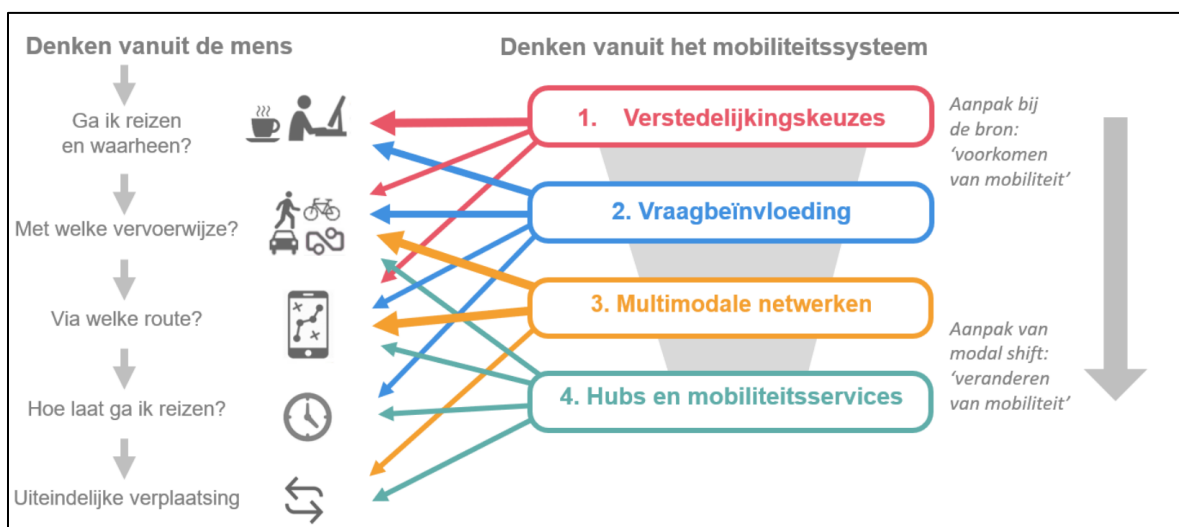 Denken vanuit de mens
Ga ik reizen
en waarheen?
Met welke vervoerwijze?
Via welke route?
Hoe laat ga ik reizen?
Uiteindelijke verplaatsing
Denken vanuit het mobiliteitssysteem
1. Verstedelijkingskeuzes
2. Vraagbeïnvloeding
3. Multimodale netwerken
4. Hubs en mobiliteitsservices
Aanpak bij
de bron:
‘voorkomen
van mobiliteit’
Aanpak van
modal shift:
‘veranderen
van mobiliteit’